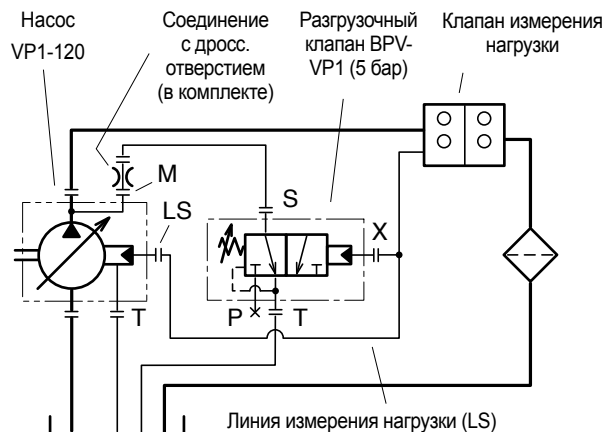 Насос
VP1-120
Соединение
с дросс.
отверстием
(в комплекте)
Разгрузочный
клапан BPV-
VP1 (5 бар)
Клапан измерения
нагрузки
M
LS
S
X
T
P
T
Линия измерения нагрузки (LS)